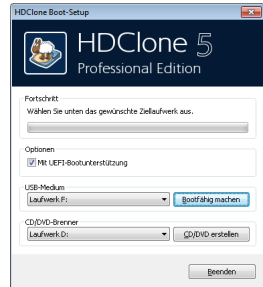 HDClone Boot-Setup
HDClone 5
Professional Edition
Fortschritt
Wählen Sie unten das gewünschte Ziellaufwerk aus.
Optionen
Mit UEFI-Bootunterstützung
USB-Medium
Laufwerk F:
Bootfähig machen
CD/DVD-Brenner
Laufwerk D:
CD/DVD erstellen
Beenden